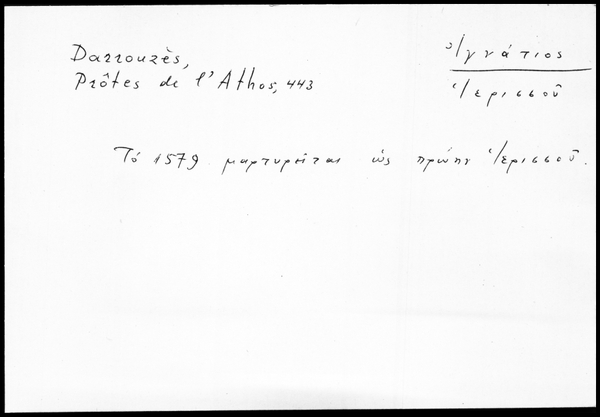 Darrouzès,
Prôtes de l'Athos, 443
Ἰγνάτιος
Ἱερισσοῦ
Τό 1579 μαρτυρεῖται ὡς πρώην Ἱερισσοῦ.